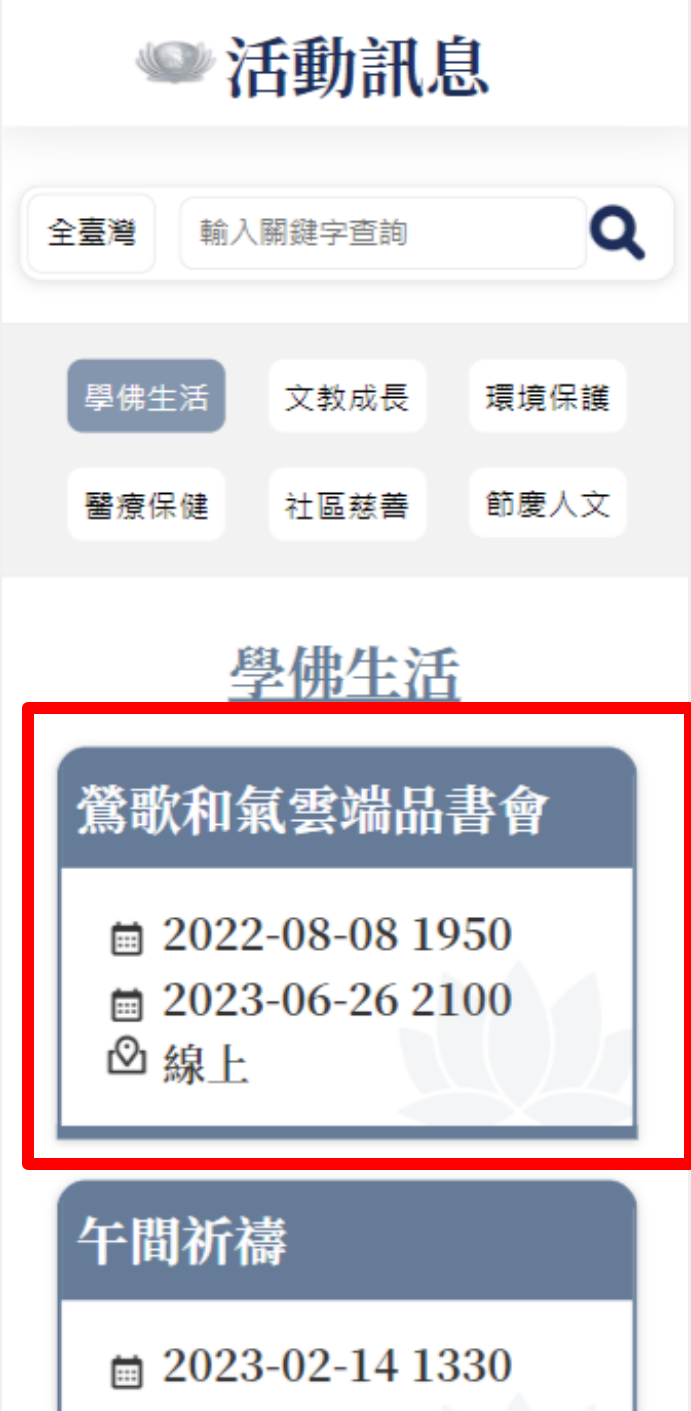 活動訊息
全臺灣 輸入關鍵字查詢
學佛生活 文教成長 環境保護
醫療保健 社區慈善 節慶人文
學佛生活
鶯歌和氣雲端品書會
2022-08-08 1950
2023-06-26 2100
線上
午間祈禱
2023-02-14 1330